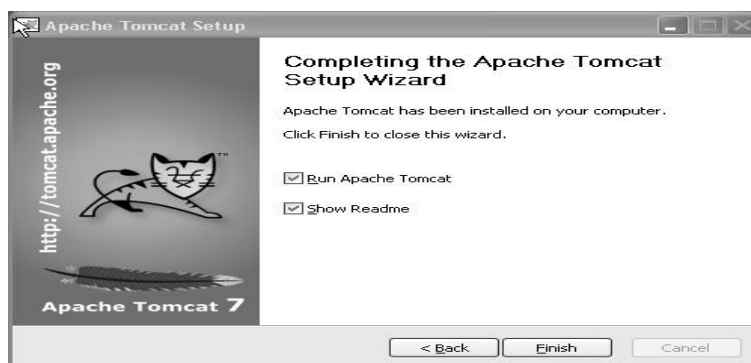 Apache Tomcat Setup
http://tomcat.apache.org
TM
Apache Tomcat 7
Completing the Apache Tomcat
Setup Wizard
Apache Tomcat has been installed on your computer.
Click Finish to close this wizard.
Run Apache Tomcat
Show Readme
< Back
Finish
Cancel